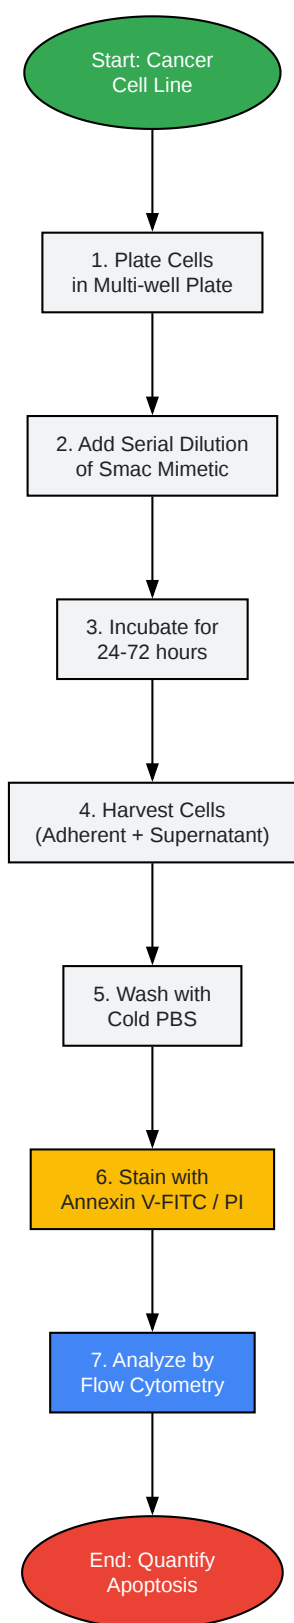 Start: Cancer
Cell Line
1. Plate Cells
in Multi-well Plate
2. Add Serial Dilution
of Smac Mimetic
3. Incubate for
24-72 hours
4. Harvest Cells
(Adherent + Supernatant)
5. Wash with
Cold PBS
6. Stain with
Annexin V-FITC / PI
7. Analyze by
Flow Cytometry
End: Quantify
Apoptosis